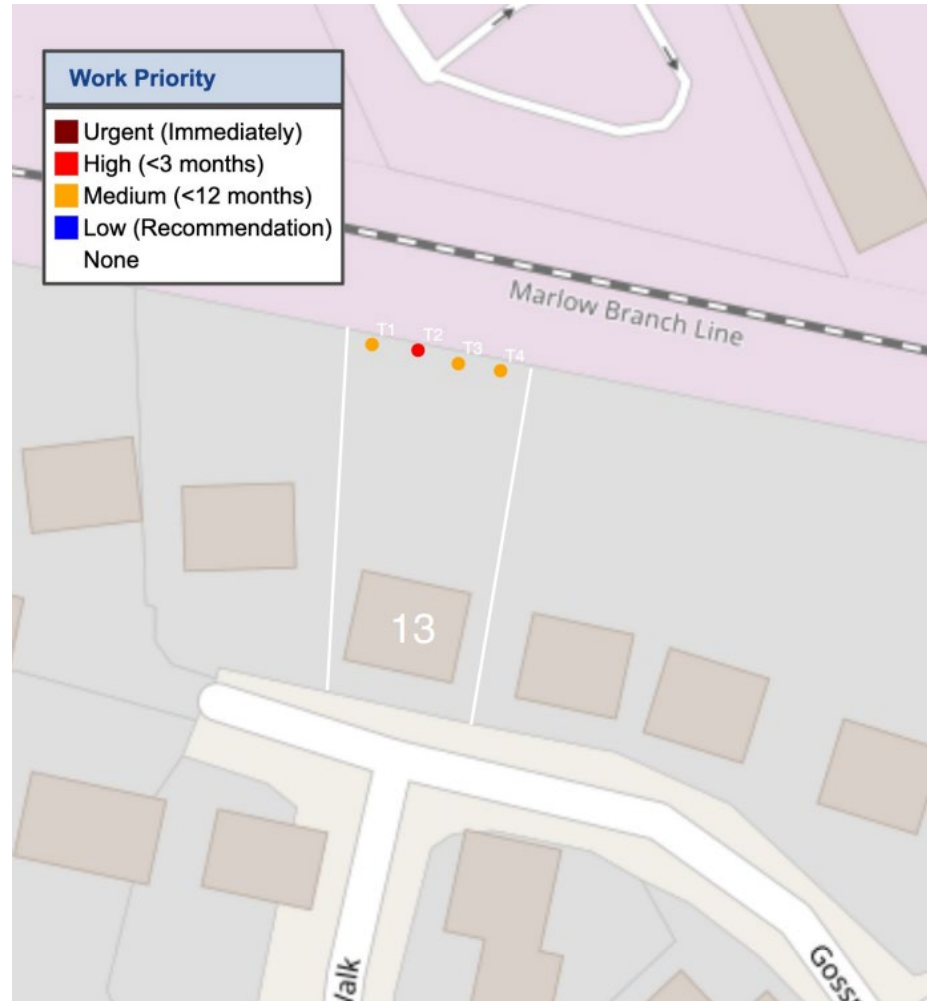 Work Priority
Urgent (Immediately)
High (<3 months)
Medium (<12 months)
Low (Recommendation)
None
Marlow Branch Line
T1
T2
T3
T4
13